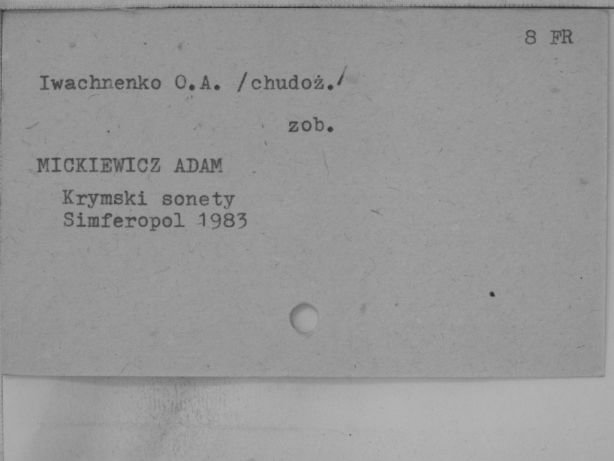 8 FR
Iwachnenko O.A. /chudoż./
zob.
MICKIEWICZ ADAM
Krymski sonety
Simferopol 1983